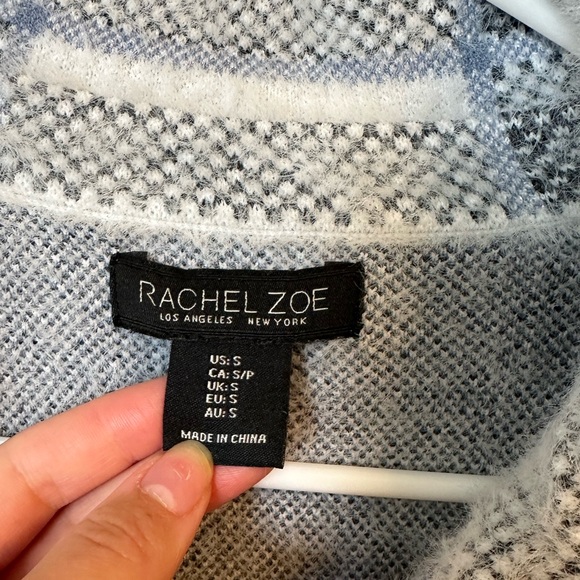 RACHEL ZOE
LOS ANGELES NEW YORK
US: S
CA: S/P
UK: S
EU: S
AU: S
MADE IN CHINA